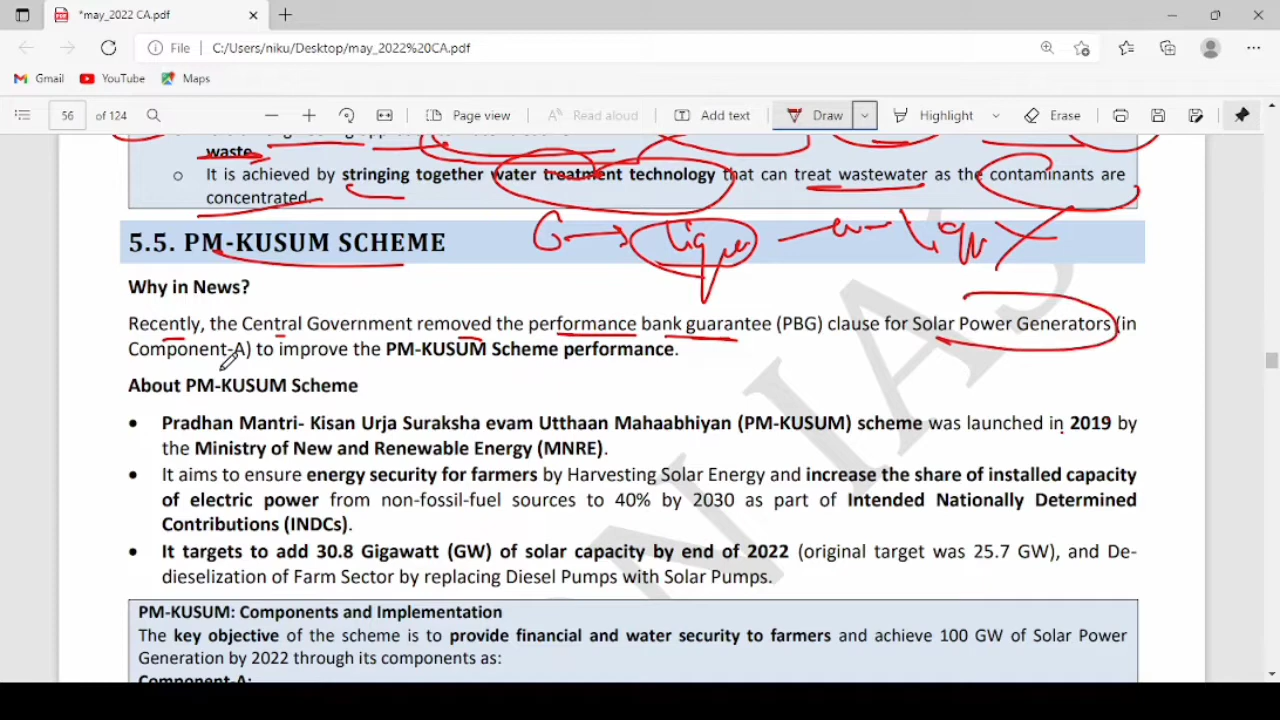 *may_2022 CA.pdf
File C:/Users/niku/Desktop/may_2022%20CA.pdf
Gmail YouTube Maps
56 of 124 Page view Read aloud Add text Draw Highlight Erase
waste.
It is achieved by stringing together water treatment technology that can treat wastewater as the contaminants are
concentrated.
5.5. PM-KUSUM SCHEME
Why in News?
Recently, the Central Government removed the performance bank guarantee (PBG) clause for Solar Power Generators (in
Component-A) to improve the PM-KUSUM Scheme performance.
About PM-KUSUM Scheme
• Pradhan Mantri- Kisan Urja Suraksha evam Utthaan Mahaabhiyan (PM-KUSUM) scheme was launched in 2019 by
the Ministry of New and Renewable Energy (MNRE).
• It aims to ensure energy security for farmers by Harvesting Solar Energy and increase the share of installed capacity
of electric power from non-fossil-fuel sources to 40% by 2030 as part of Intended Nationally Determined
Contributions (INDCs).
• It targets to add 30.8 Gigawatt (GW) of solar capacity by end of 2022 (original target was 25.7 GW), and De-
dieselization of Farm Sector by replacing Diesel Pumps with Solar Pumps.
PM-KUSUM: Components and Implementation
The key objective of the scheme is to provide financial and water security to farmers and achieve 100 GW of Solar Power
Generation by 2022 through its components as:
Component-A: